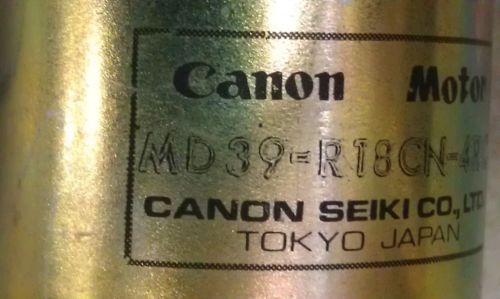 Canon Motor
MD39-R18CN-4R
CANON SEIKI CO., LTD.
TOKYO JAPAN